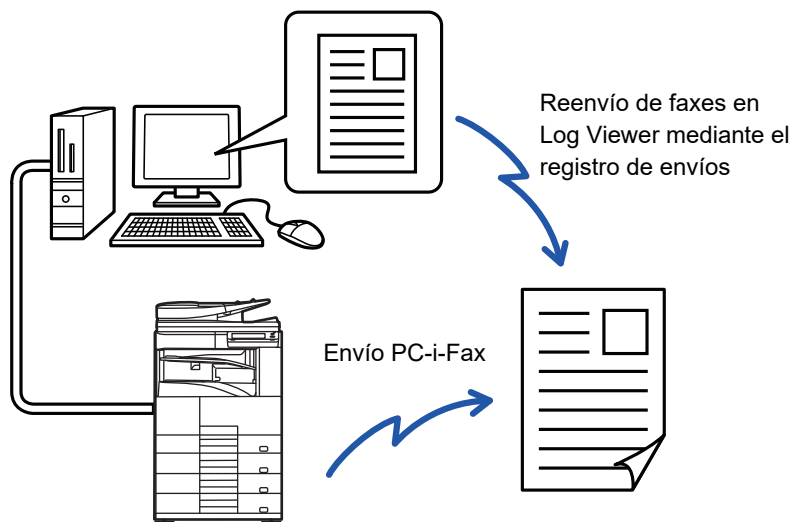 Reenvío de faxes en
Log Viewer mediante el
registro de envíos
Envío PC-i-Fax